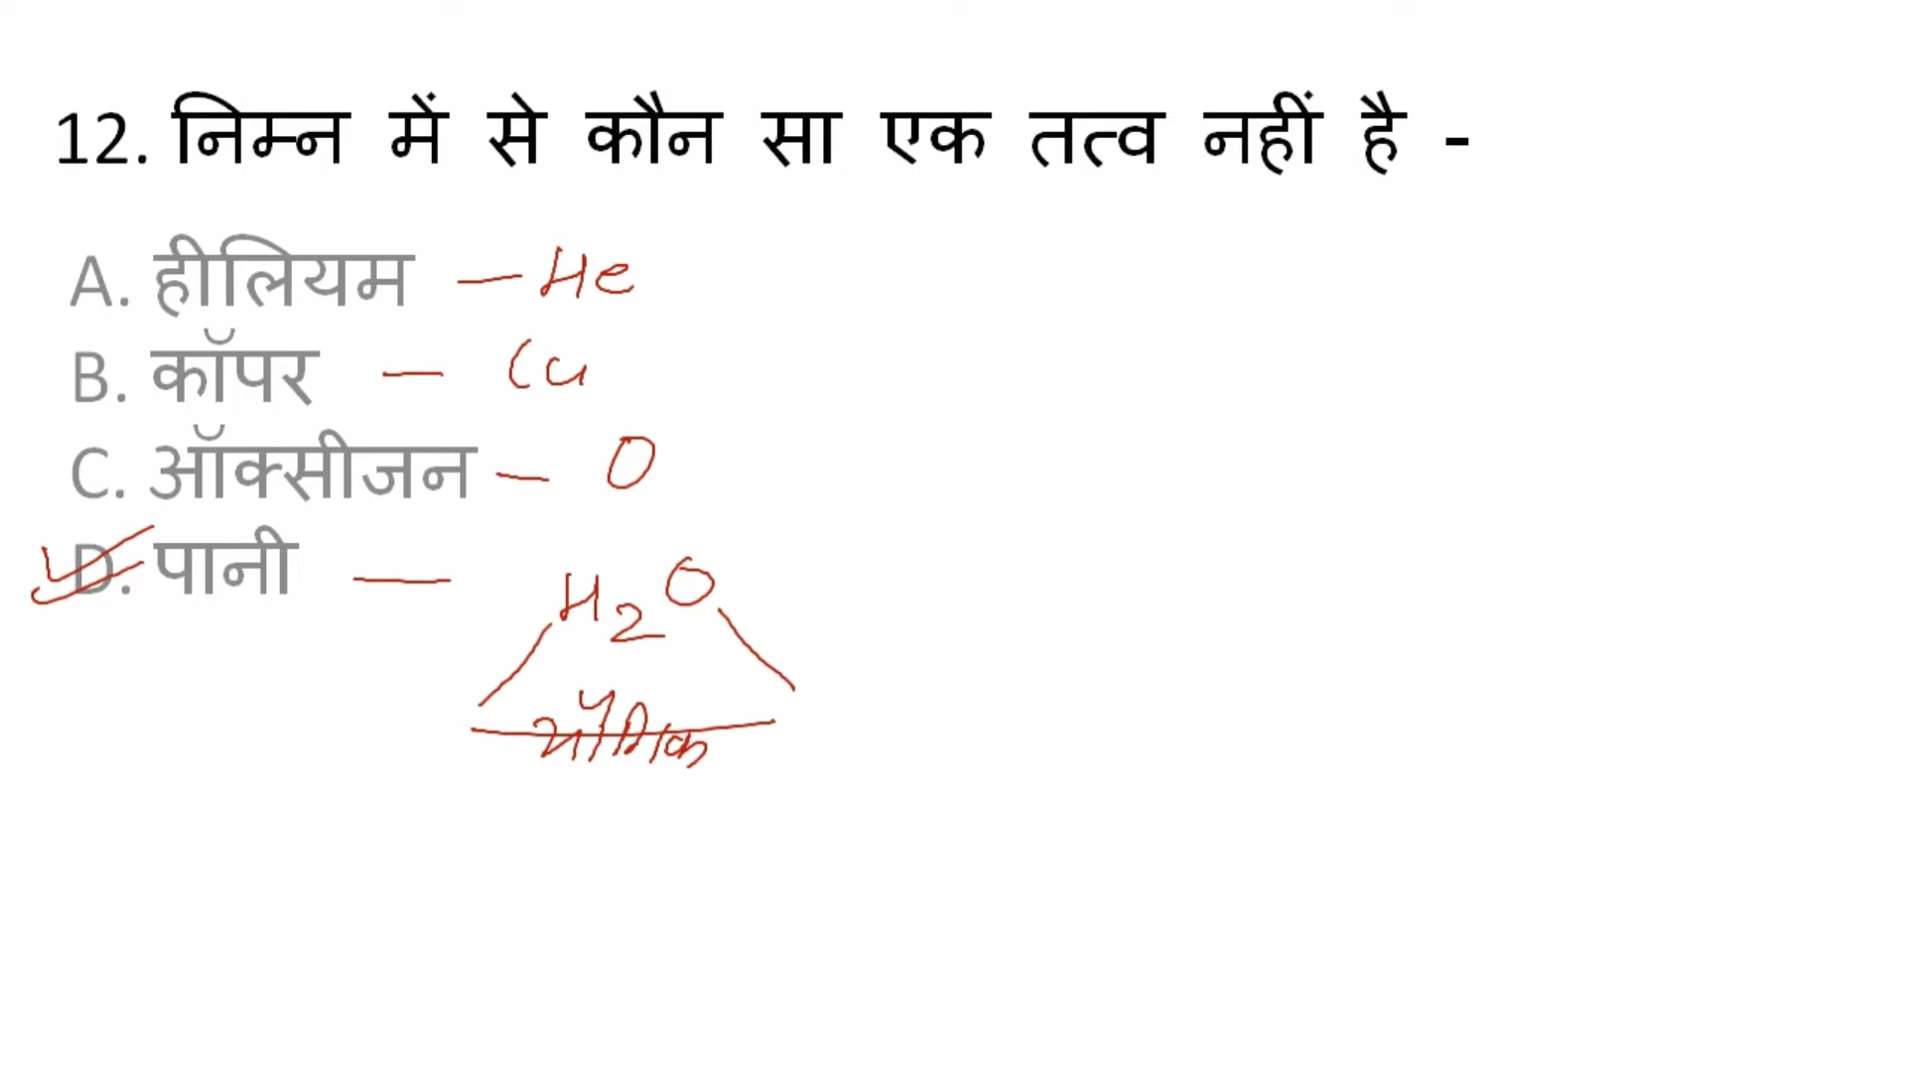 12. निम्न में से कौन सा एक तत्व नहीं है -
A. हीलियम — He
B. कॉपर — Cu
C. ऑक्सीजन — O
D. पानी — H₂O
यौगिक